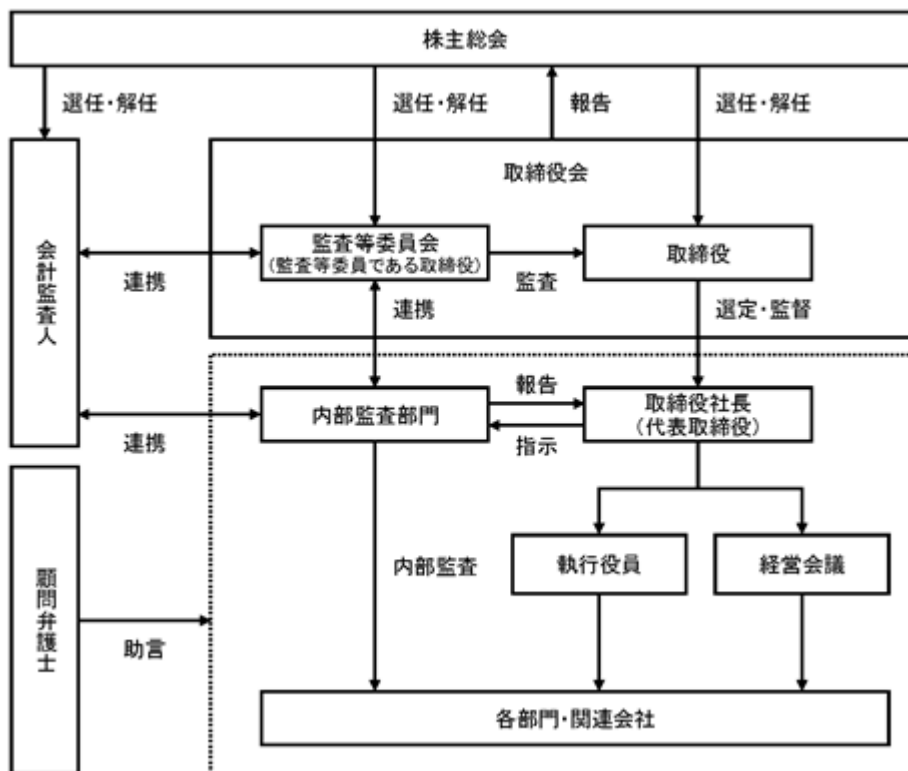 株主総会
選任・解任
選任・解任
報告
選任・解任
取締役会
会計監査人
監査等委員会
(監査等委員である取締役)
取締役
連携
監査
連携
選定・監督
内部監査部門
報告
指示
取締役社長
(代表取締役)
連携
顧問弁護士
助言
内部監査
執行役員
経営会議
各部門・関連会社